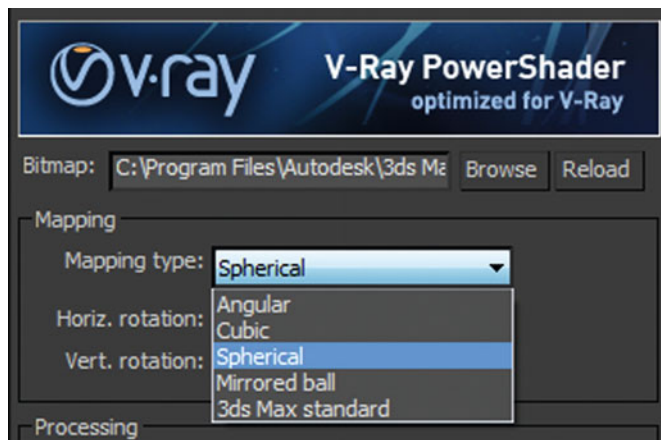 v·ray
V-Ray PowerShader
optimized for V-Ray
Bitmap: C:\Program Files\Autodesk\3ds Ma Browse Reload
Mapping
Mapping type: Spherical
Angular
Horiz. rotation: Cubic
Vert. rotation: Spherical
Mirrored ball
3ds Max standard
Processing